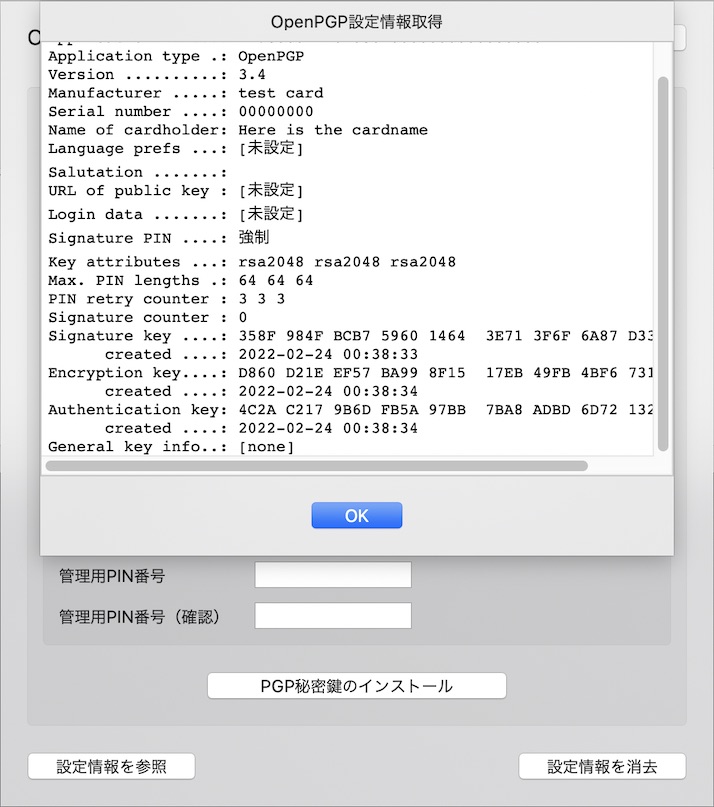 OpenPGP設定情報取得
Application type .: OpenPGP
Version ..........: 3.4
Manufacturer .....: test card
Serial number ....: 00000000
Name of cardholder: Here is the cardname
Language prefs ...: [未設定]
Salutation .......:
URL of public key : [未設定]
Login data .......: [未設定]
Signature PIN ....: 強制
Key attributes ...: rsa2048 rsa2048 rsa2048
Max. PIN lengths .: 64 64 64
PIN retry counter : 3 3 3
Signature counter : 0
Signature key ....: 358F 984F BCB7 5960 1464  3E71 3F6F 6A87 D33
created ....: 2022-02-24 00:38:33
Encryption key....: D860 D21E EF57 BA99 8F15  17EB 49FB 4BF6 731
created ....: 2022-02-24 00:38:34
Authentication key: 4C2A C217 9B6D FB5A 97BB  7BA8 ADBD 6D72 132
created ....: 2022-02-24 00:38:34
General key info..: [none]
OK
管理用PIN番号
管理用PIN番号（確認）
PGP秘密鍵のインストール
設定情報を参照
設定情報を消去